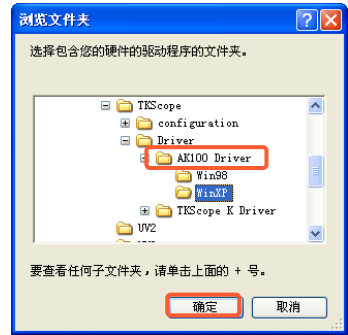 浏览文件夹
选择包含您的硬件的驱动程序的文件夹。
TKScope
configuration
Driver
AK100 Driver
Win98
WinXP
TKScope K Driver
UV2
要查看任何子文件夹，请单击上面的 + 号。
确定 取消